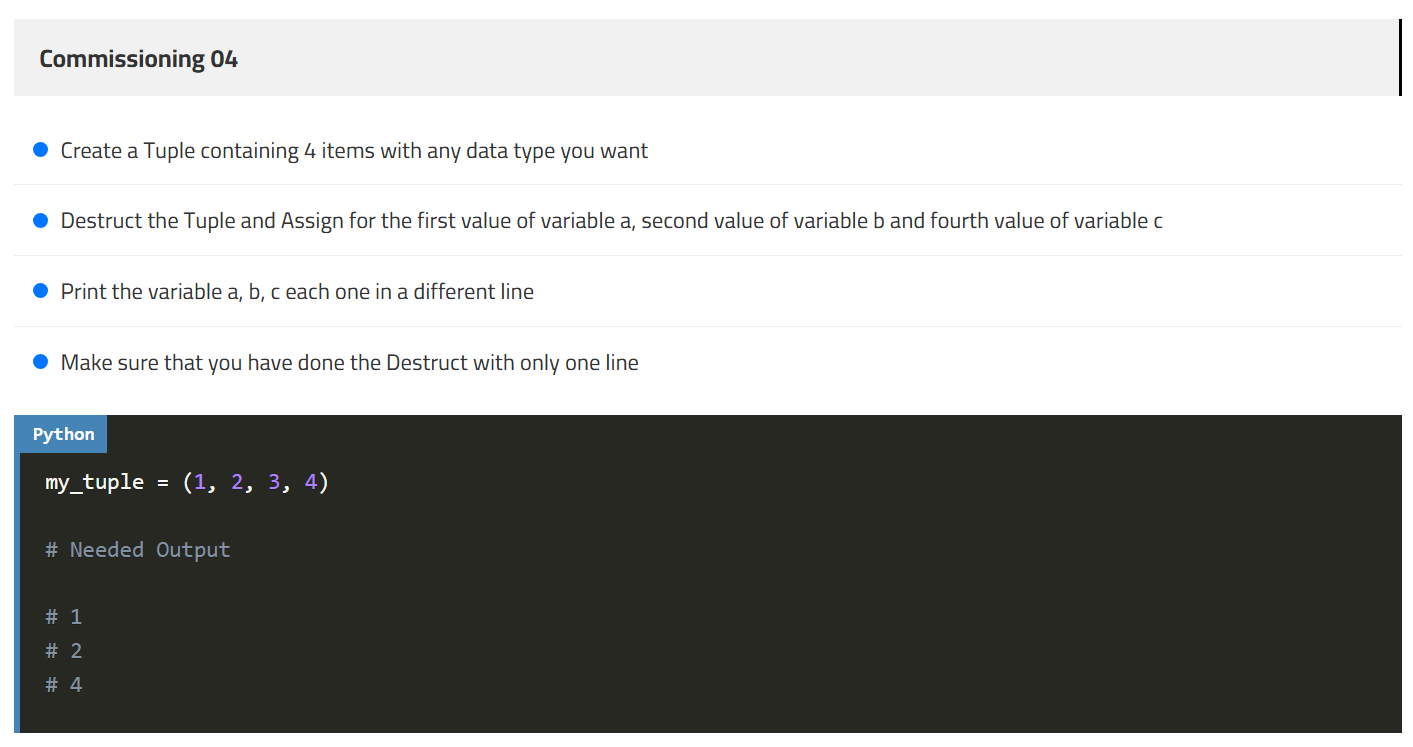 Commissioning 04
Create a Tuple containing 4 items with any data type you want
Destruct the Tuple and Assign for the first value of variable a, second value of variable b and fourth value of variable c
Print the variable a, b, c each one in a different line
Make sure that you have done the Destruct with only one line
Python
my_tuple = (1, 2, 3, 4)
# Needed Output
# 1
# 2
# 4